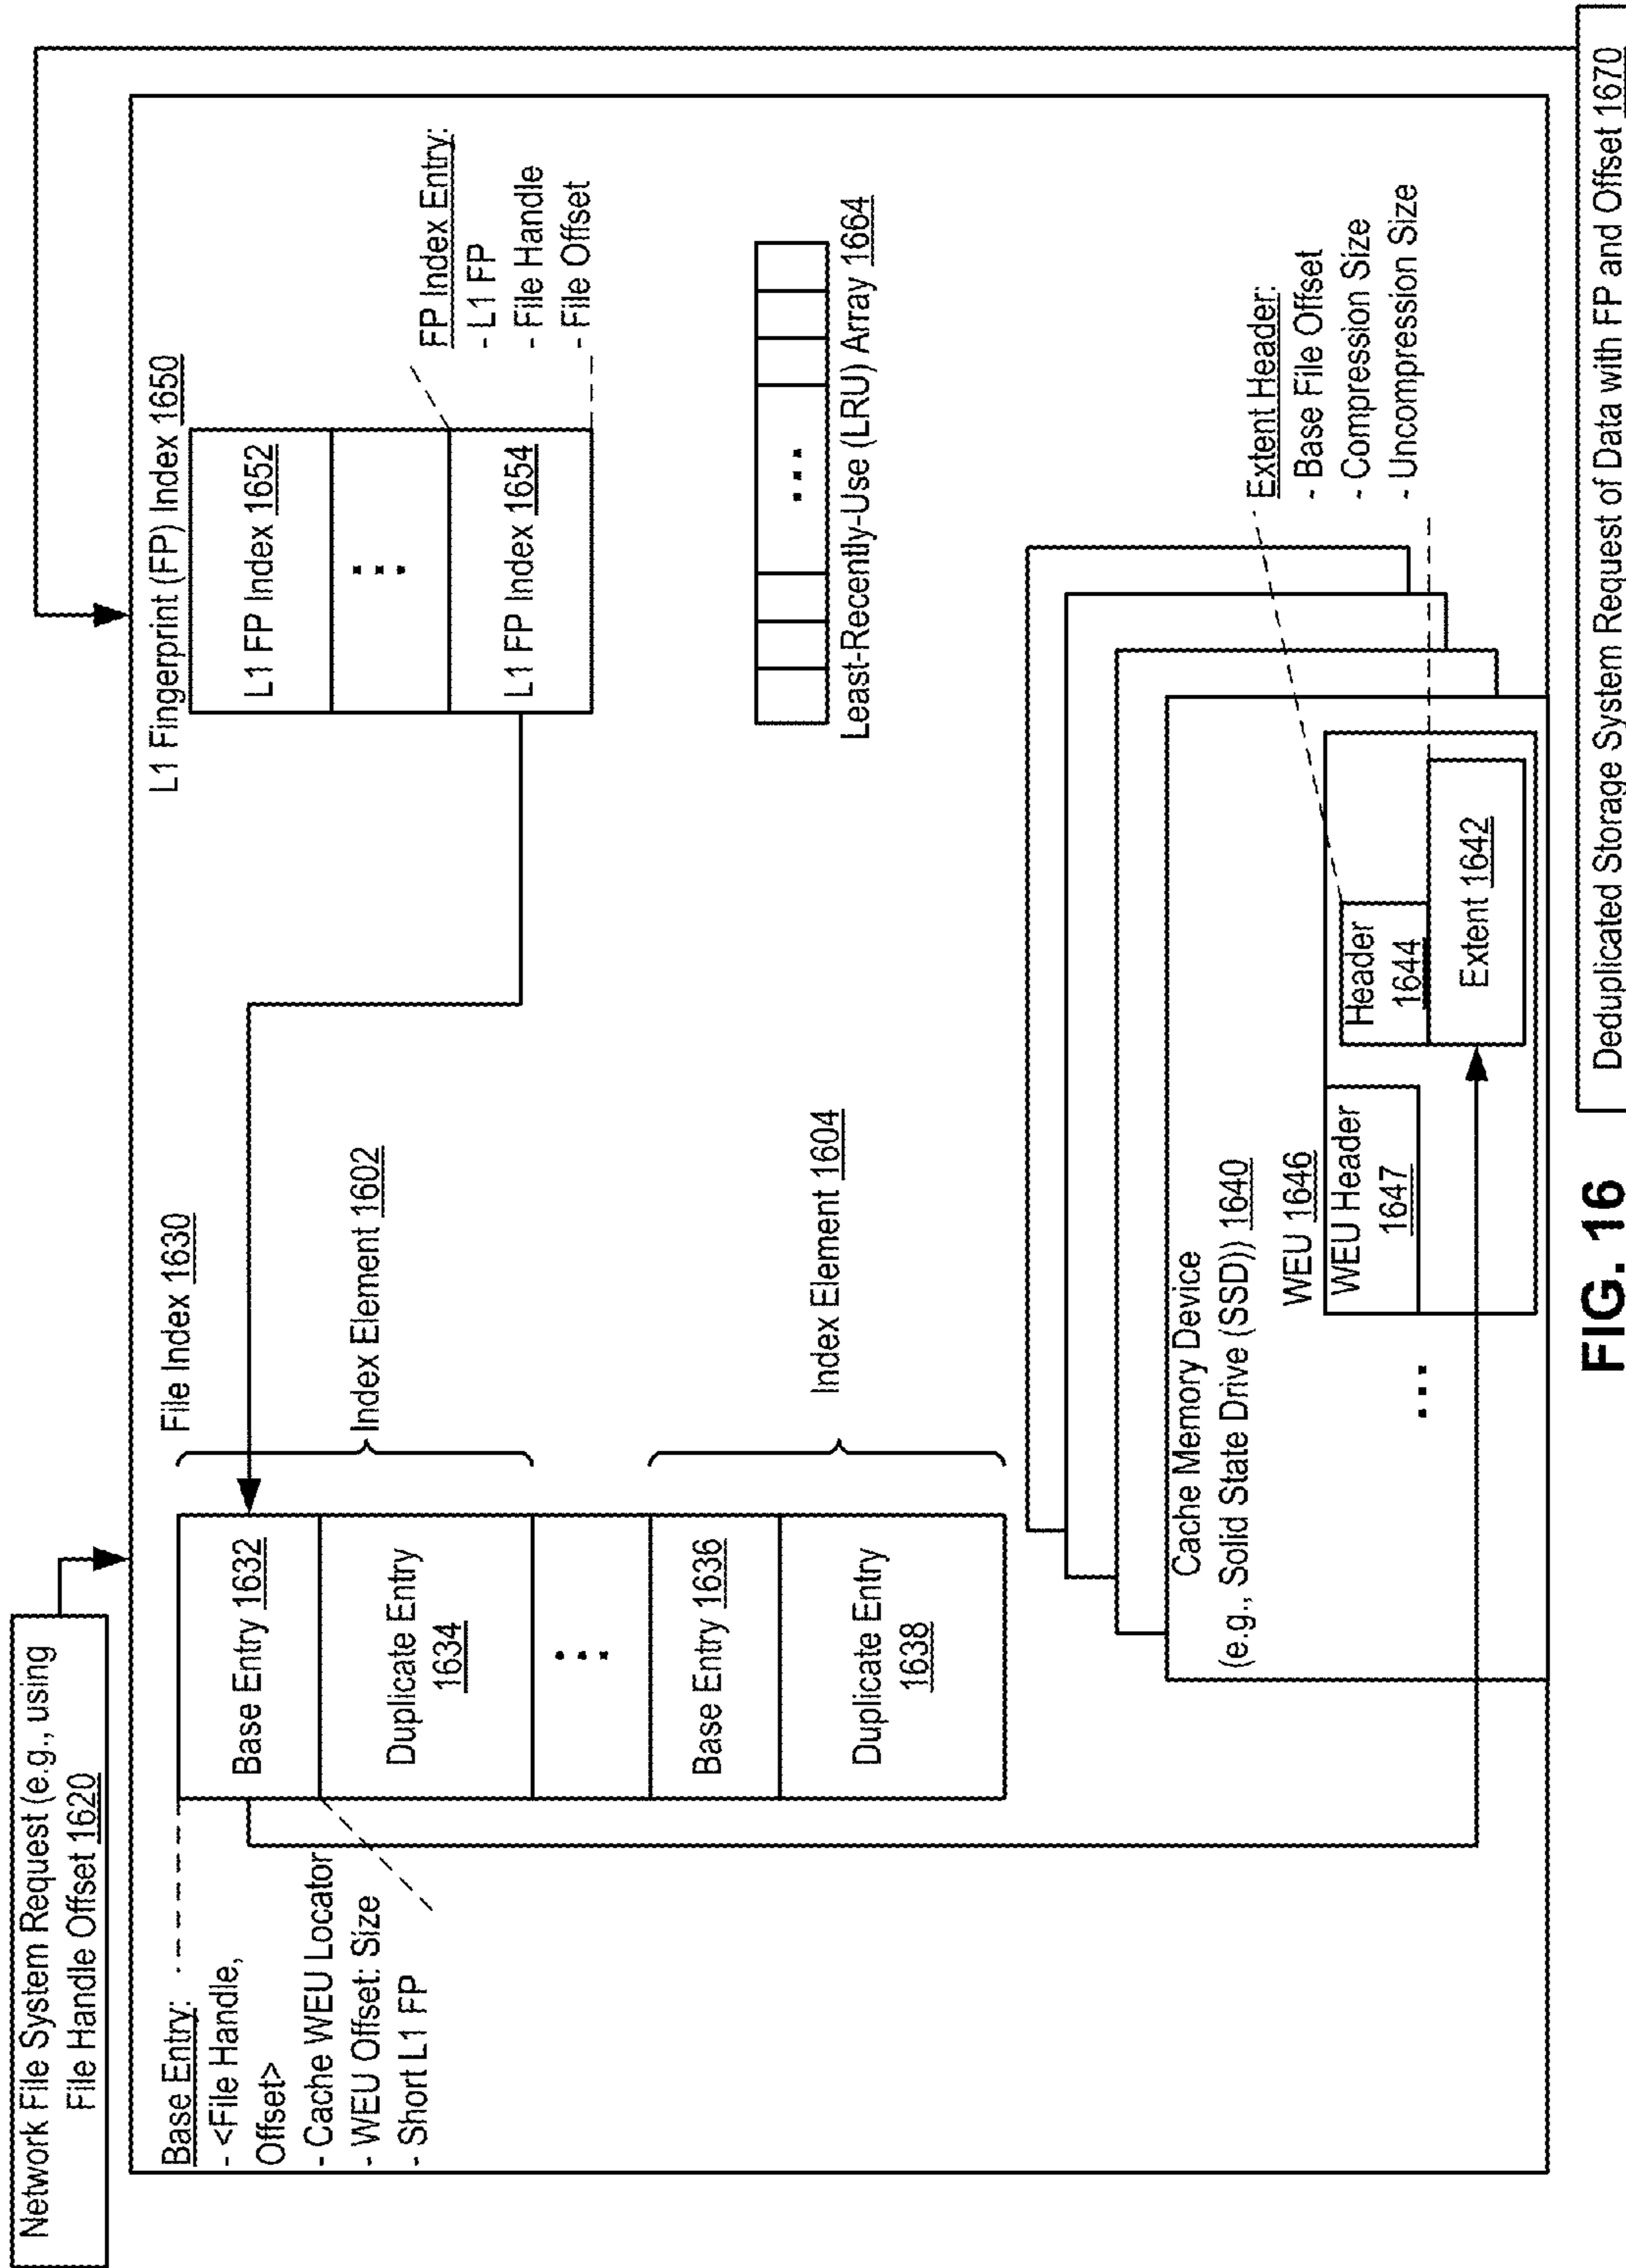 Network File System Request (e.g., using
File Handle Offset 1620
Base Entry:
- <File Handle,
Offset>
- Cache WEU Locator
- WEU Offset: Size
- Short L1 FP
File Index 1630
Base Entry 1632
Duplicate Entry
1634
...
Base Entry 1636
Duplicate Entry
1638
Index Element 1602
Index Element 1604
L1 Fingerprint (FP) Index 1650
L1 FP Index 1652
...
L1 FP Index 1654
FP Index Entry:
- L1 FP
- File Handle
- File Offset
...
Least-Recently-Use (LRU) Array 1664
Cache Memory Device
(e.g., Solid State Drive (SSD)) 1640
...
WEU 1646
WEU Header
1647
Header
1644
Extent 1642
Extent Header:
- Base File Offset
- Compression Size
- Uncompression Size
Deduplicated Storage System Request of Data with FP and Offset 1670
FIG. 16